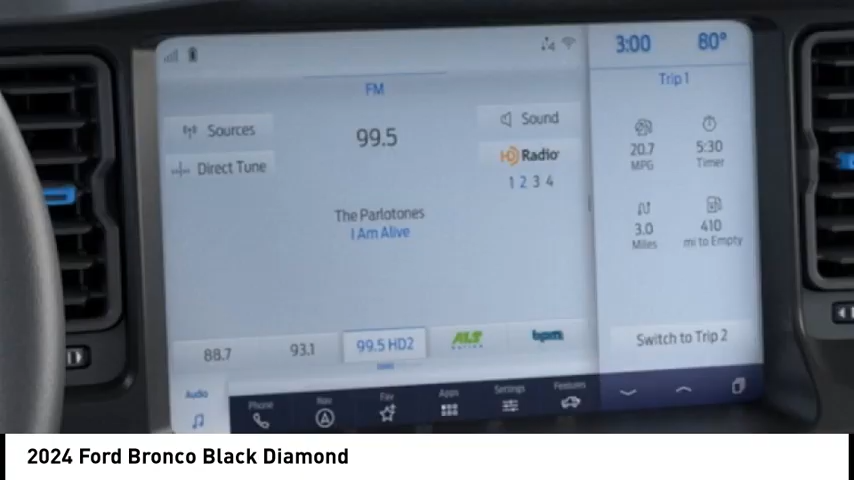 3:00 80°
FM
Trip 1
Sources
99.5
Sound
Direct Tune
HD Radio
1 2 3 4
20.7
MPG
5:30
Timer
The Parlotones
I Am Alive
3.0
Miles
410
mi to Empty
88.7
93.1
99.5 HD2
ALT
bpm
Switch to Trip 2
Audio
Phone
Nav
Fav
Apps
Settings
Features
2024 Ford Bronco Black Diamond